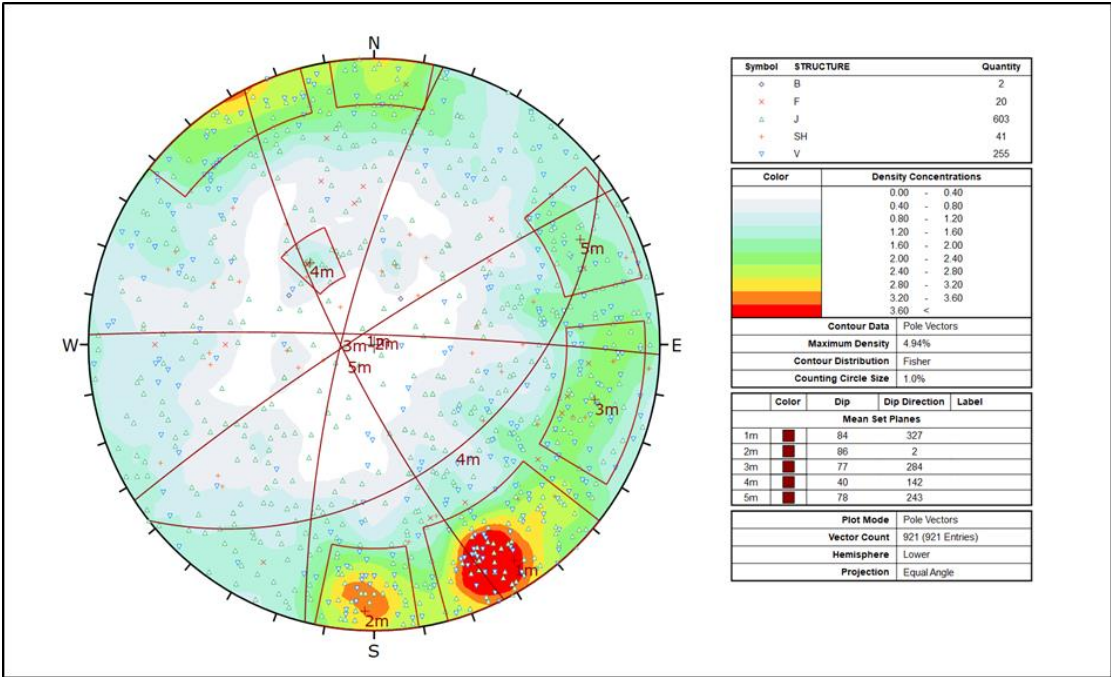 N
W
E
S
4m
5m
3m
1m
2m
3m
5m
4m
m
2m
Symbol STRUCTURE Quantity
B 2
F 20
J 603
SH 41
V 255
Color Density Concentrations
0.00 - 0.40
0.40 - 0.80
0.80 - 1.20
1.20 - 1.60
1.60 - 2.00
2.00 - 2.40
2.40 - 2.80
2.80 - 3.20
3.20 - 3.60
3.60 <
Contour Data Pole Vectors
Maximum Density 4.94%
Contour Distribution Fisher
Counting Circle Size 1.0%
Color Dip Dip Direction Label
Mean Set Planes
1m 84 327
2m 86 2
3m 77 284
4m 40 142
5m 78 243
Plot Mode Pole Vectors
Vector Count 921 (921 Entries)
Hemisphere Lower
Projection Equal Angle